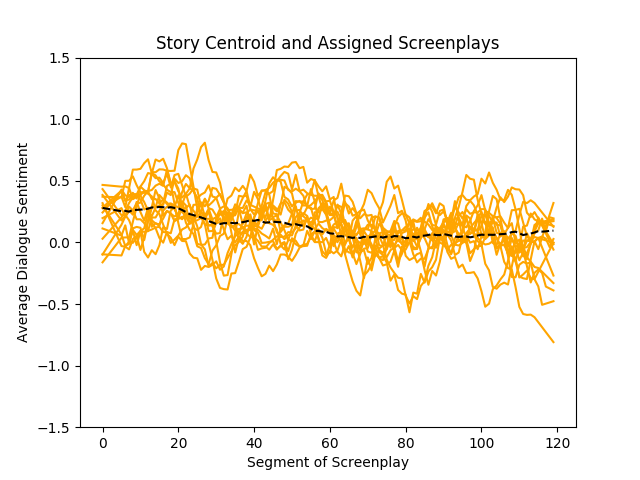 Story Centroid and Assigned Screenplays
1.5
1.0
0.5
0.0
−0.5
−1.0
−1.5
Average Dialogue Sentiment
0 20 40 60 80 100 120
Segment of Screenplay